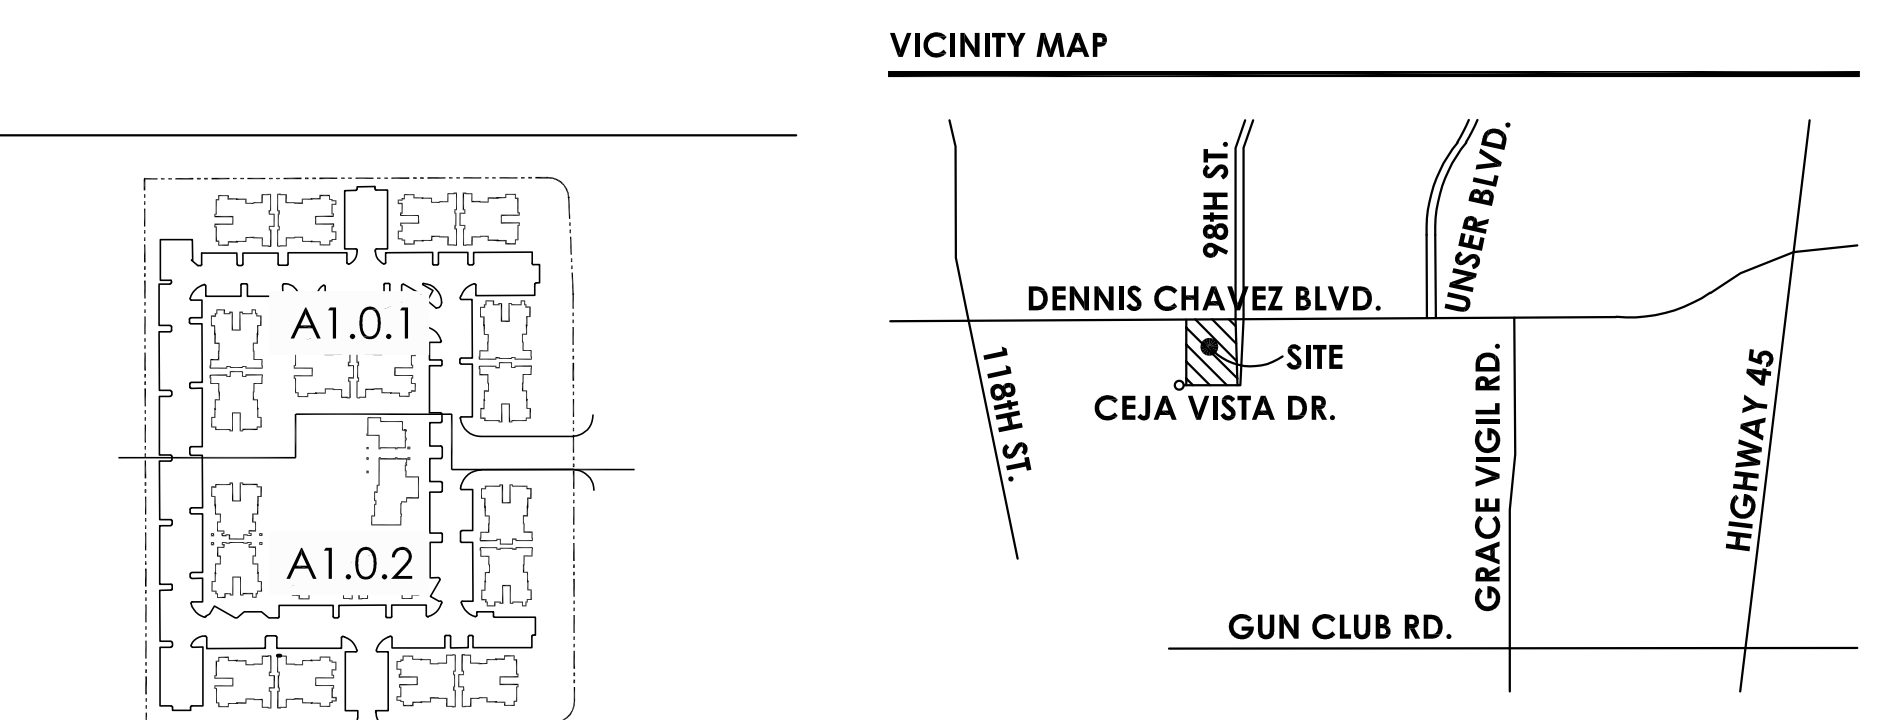 VICINITY MAP
98tH ST.
UNSER BLVD.
DENNIS CHAVEZ BLVD.
A1.0.1
SITE
118tH ST.
CEJA VISTA DR.
GRACE VIGIL RD.
HIGHWAY 45
A1.0.2
GUN CLUB RD.